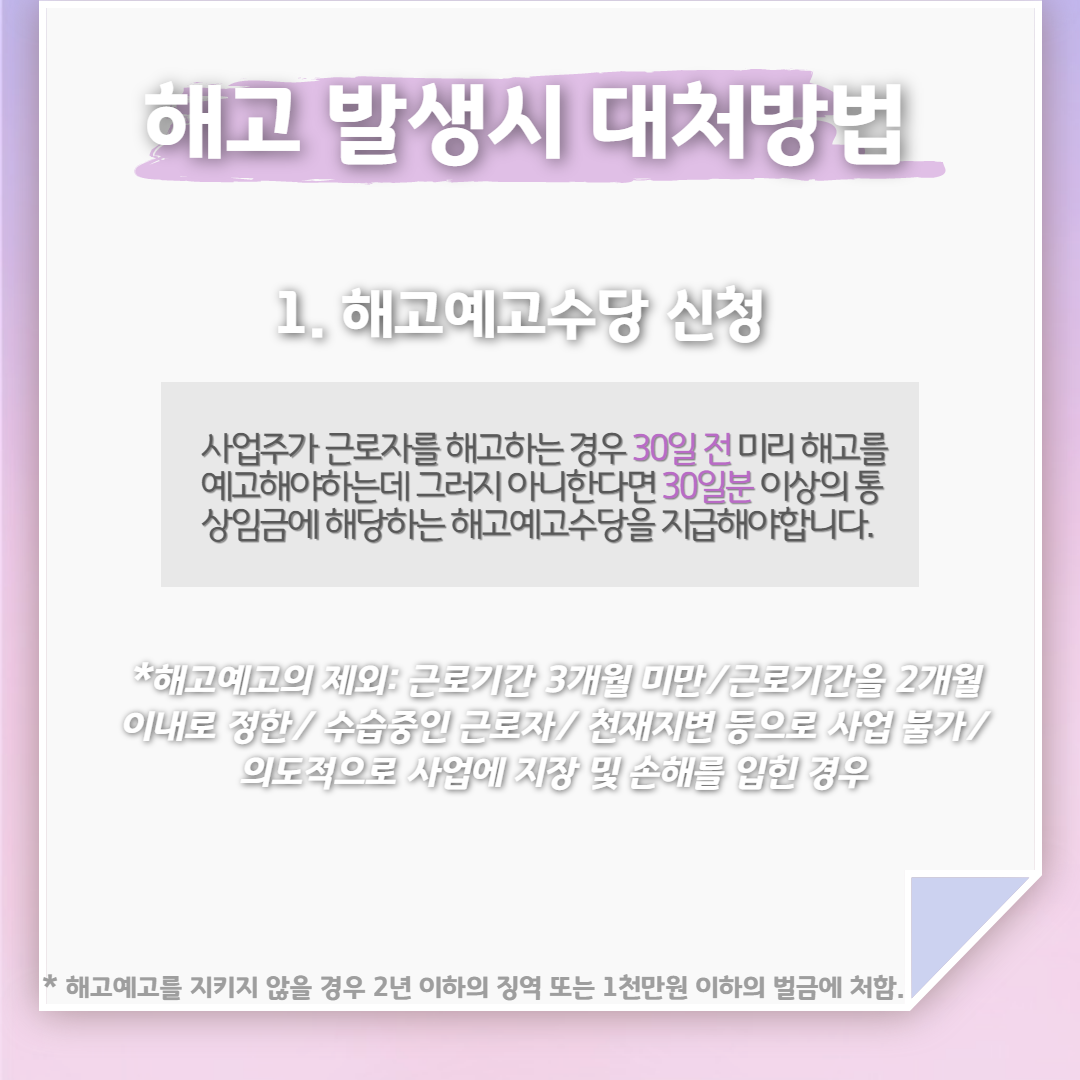 해고 발생시 대처방법
1. 해고예고수당 신청
사업주가 근로자를 해고하는 경우 30일 전 미리 해고를
예고해야하는데 그러지 아니한다면 30일분 이상의 통
상임금에 해당하는 해고예고수당을 지급해야합니다.
*해고예고의 제외: 근로기간 3개월 미만/근로기간을 2개월
이내로 정한/ 수습중인 근로자/ 천재지변 등으로 사업 불가/
의도적으로 사업에 지장 및 손해를 입힌 경우
* 해고예고를 지키지 않을 경우 2년 이하의 징역 또는 1천만원 이하의 벌금에 처함.